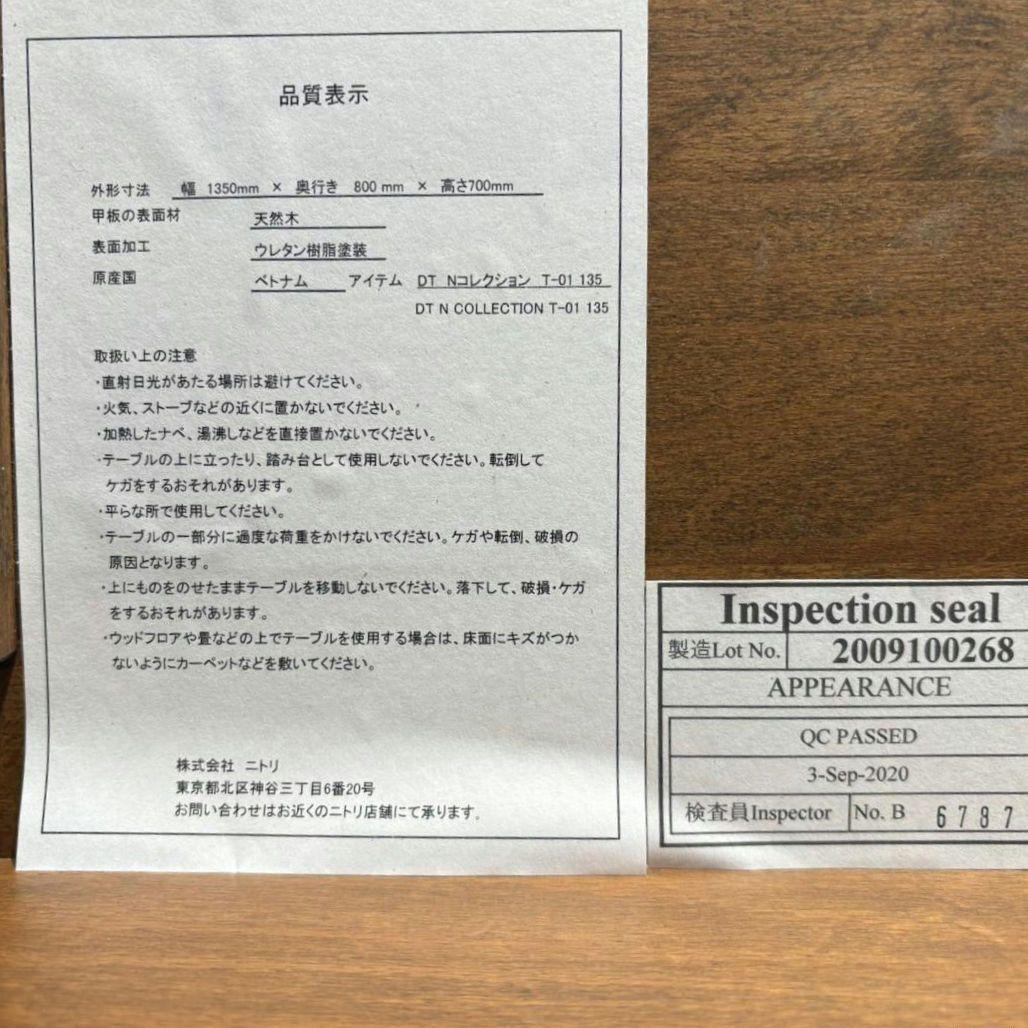 品質表示
外形寸法 幅 1350mm × 奥行き 800 mm × 高さ700mm
甲板の表面材 天然木
表面加工 ウレタン樹脂塗装
原産国 ベトナム アイテム DT Nコレクション T-01 135
DT N COLLECTION T-01 135
取扱い上の注意
・直射日光があたる場所は避けてください。
・火気、ストーブなどの近くに置かないでください。
・加熱したナベ、湯沸しなどを直接置かないでください。
・テーブルの上に立ったり、踏み台として使用しないでください。転倒して
ケガをするおそれがあります。
・平らな所で使用してください。
・テーブルの一部分に過度な荷重をかけないでください。ケガや転倒、破損の
原因となります。
・上にものをのせたままテーブルを移動しないでください。落下して、破損・ケガ
をするおそれがあります。
・ウッドフロアや畳などの上でテーブルを使用する場合は、床面にキズがつか
ないようにカーペットなどを敷いてください。
株式会社 ニトリ
東京都北区神谷三丁目6番20号
お問い合わせはお近くのニトリ店舗にて承ります。
Inspection seal
製造Lot No. 2009100268
APPEARANCE
QC PASSED
3-Sep-2020
検査員Inspector No. B 6787